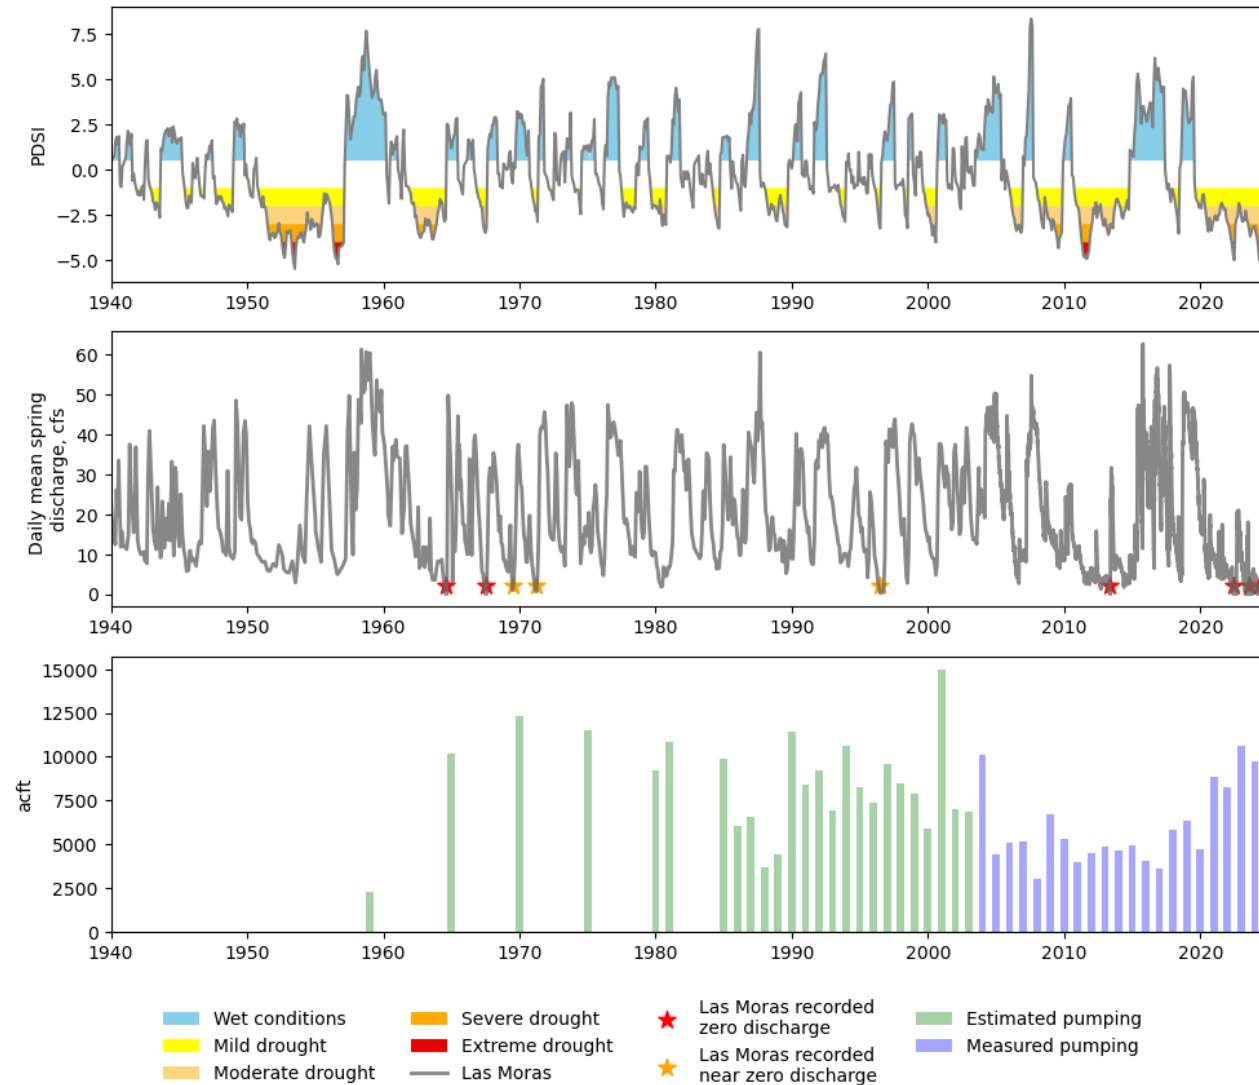 7.5
5.0
2.5
0.0
−2.5
−5.0
PDSI
1940 1950 1960 1970 1980 1990 2000 2010 2020
60
50
40
30
20
10
0
Daily mean spring
discharge, cfs
1940 1950 1960 1970 1980 1990 2000 2010 2020
15000
12500
10000
7500
5000
2500
0
acft
1940 1950 1960 1970 1980 1990 2000 2010 2020
Wet conditions
Mild drought
Moderate drought
Severe drought
Extreme drought
Las Moras
Las Moras recorded
zero discharge
Las Moras recorded
near zero discharge
Estimated pumping
Measured pumping